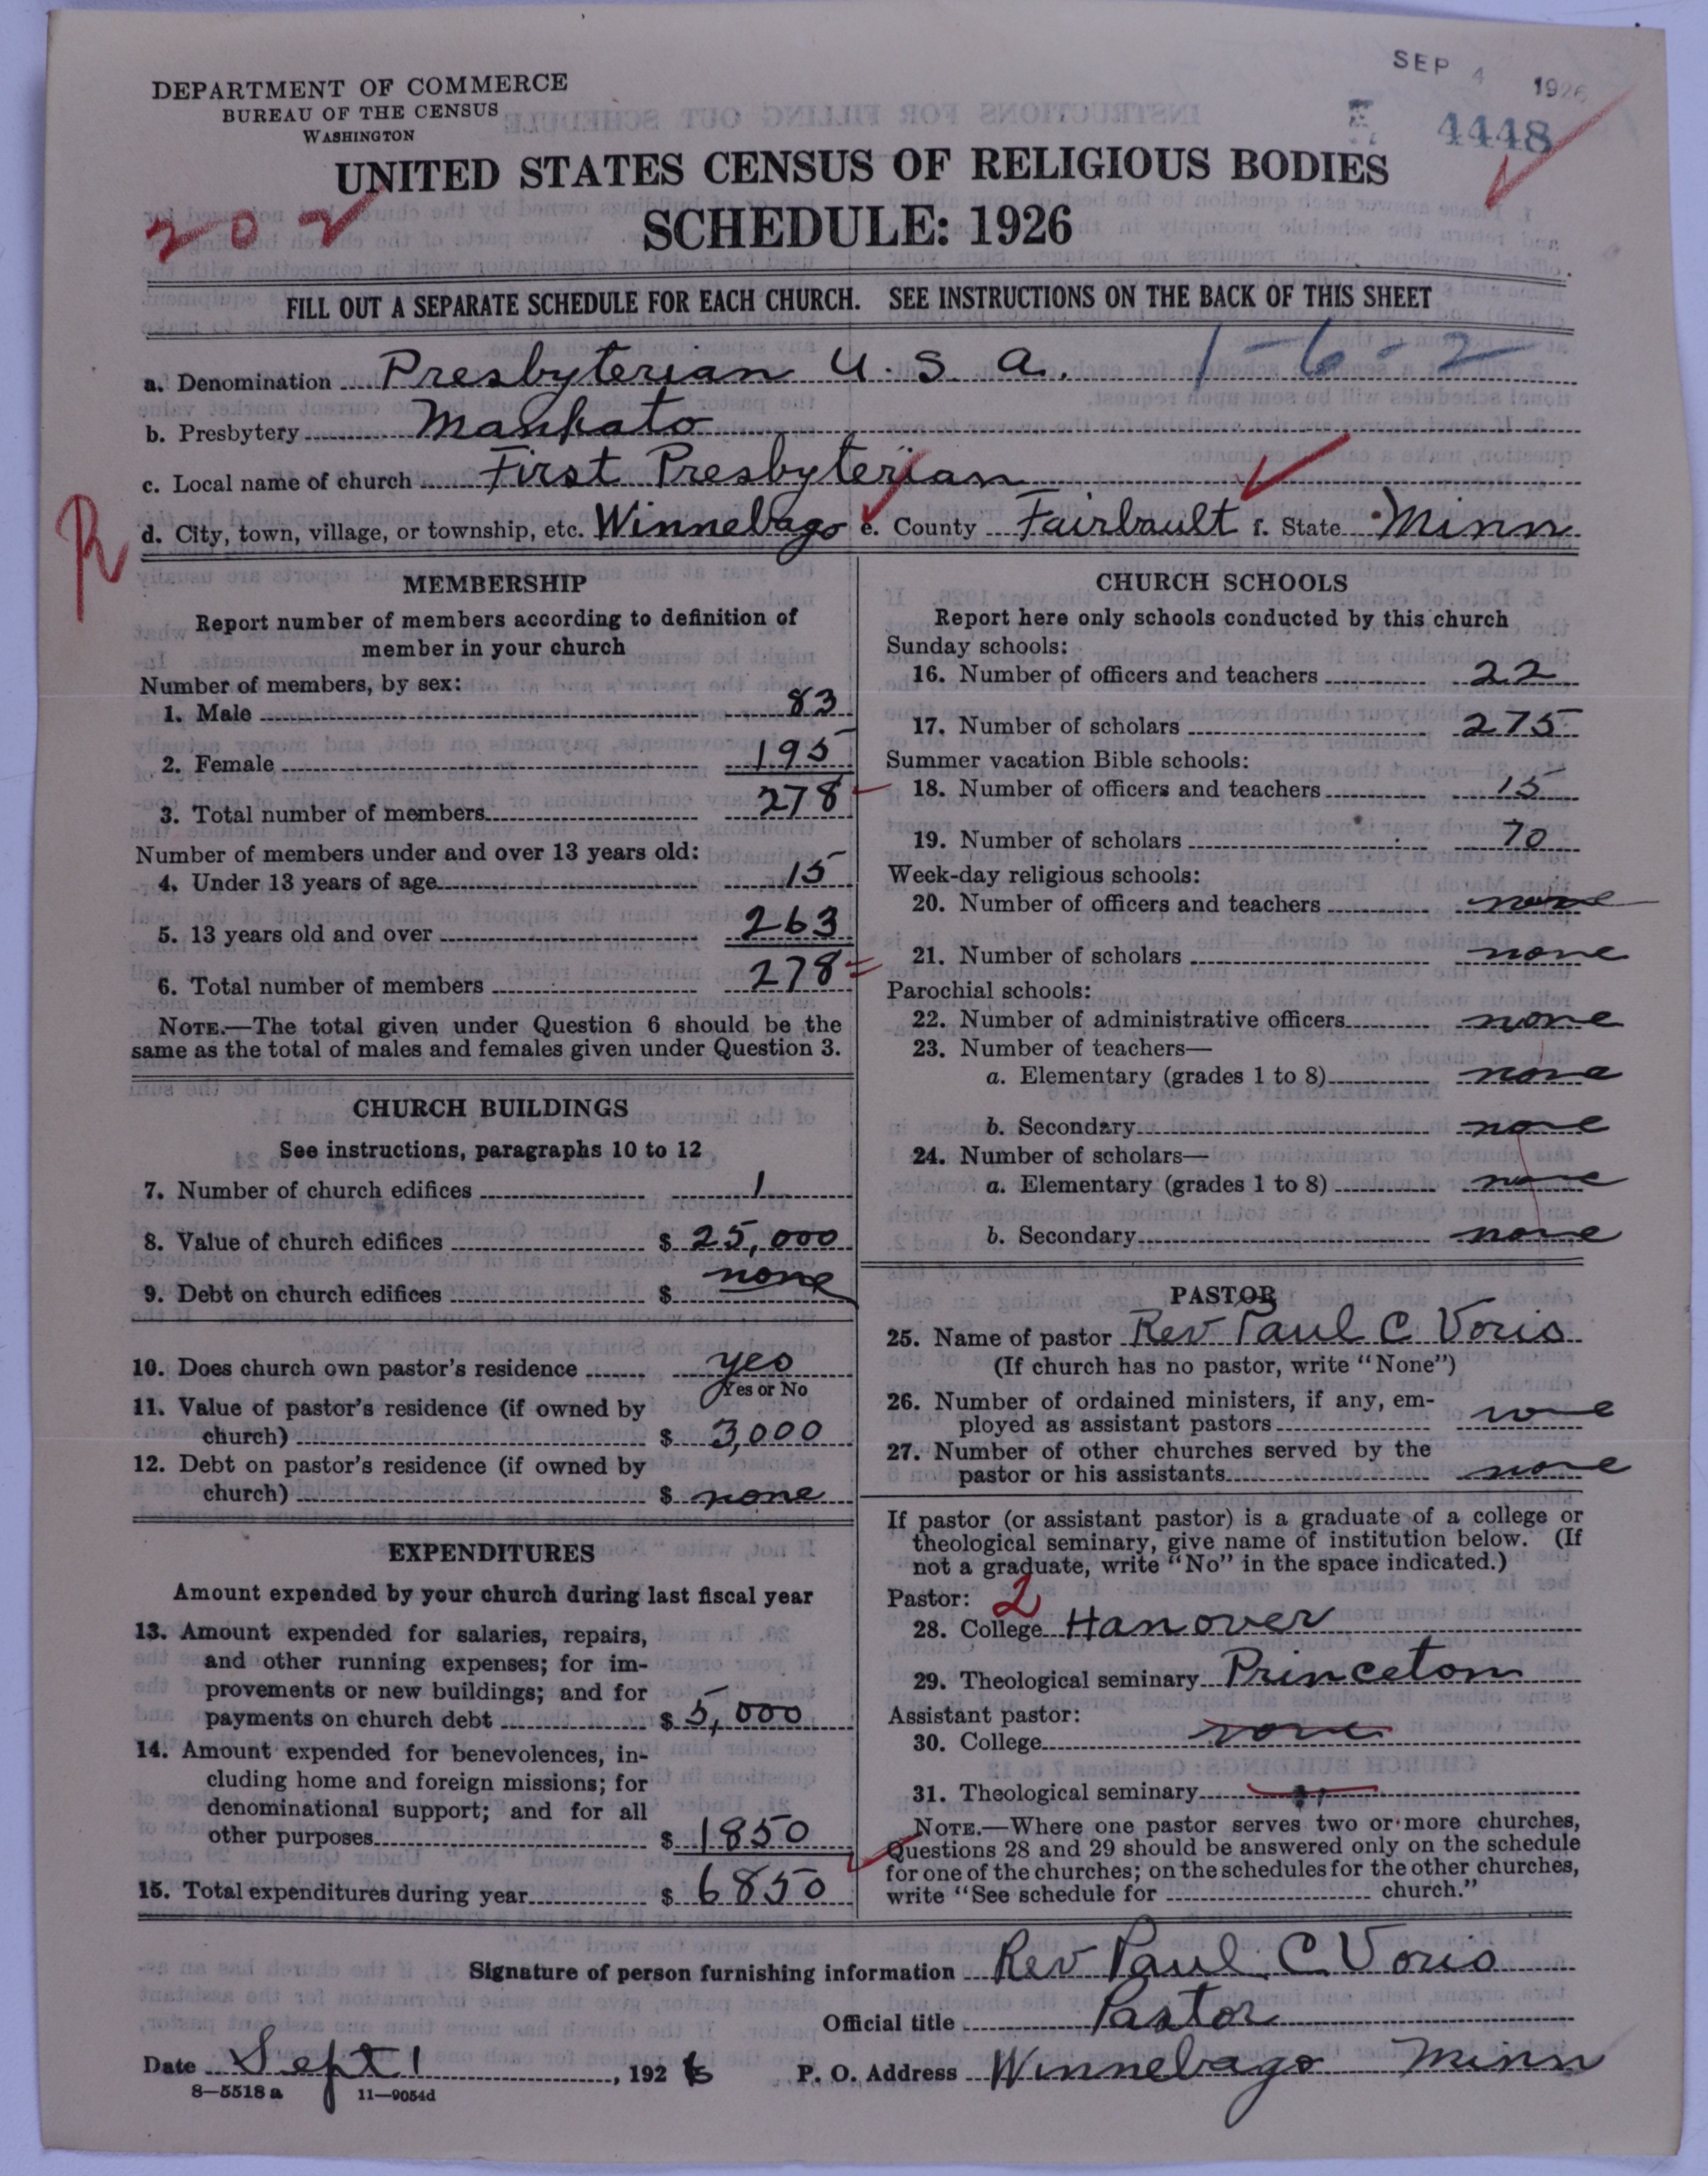 SEP 4 1926
4448
DEPARTMENT OF COMMERCE
BUREAU OF THE CENSUS
WASHINGTON
UNITED STATES CENSUS OF RELIGIOUS BODIES
202
SCHEDULE: 1926
FILL OUT A SEPARATE SCHEDULE FOR EACH CHURCH. SEE INSTRUCTIONS ON THE BACK OF THIS SHEET
a. Denomination Presbyterian U. S. A. 1-6-2
b. Presbytery Mankato
c. Local name of church First Presbyterian
R
d. City, town, village, or township, etc. Winnebago e. County Fairbault f. State Minn
MEMBERSHIP
Report number of members according to definition of
member in your church
Number of members, by sex:
1. Male 83
2. Female 195
3. Total number of members 278
Number of members under and over 13 years old:
4. Under 13 years of age 15
5. 13 years old and over 263
6. Total number of members 278
NOTE.—The total given under Question 6 should be the
same as the total of males and females given under Question 3.
CHURCH BUILDINGS
See instructions, paragraphs 10 to 12
7. Number of church edifices 1
8. Value of church edifices $ 25,000
9. Debt on church edifices $ none
10. Does church own pastor's residence yes
Yes or No
11. Value of pastor's residence (if owned by
church) $ 3,000
12. Debt on pastor's residence (if owned by
church) $ none
EXPENDITURES
Amount expended by your church during last fiscal year
13. Amount expended for salaries, repairs,
and other running expenses; for im-
provements or new buildings; and for
payments on church debt $ 5,000
14. Amount expended for benevolences, in-
cluding home and foreign missions; for
denominational support; and for all
other purposes $ 1850
15. Total expenditures during year $ 6850
CHURCH SCHOOLS
Report here only schools conducted by this church
Sunday schools:
16. Number of officers and teachers 22
17. Number of scholars 275
Summer vacation Bible schools:
18. Number of officers and teachers 15
19. Number of scholars 70
Week-day religious schools:
20. Number of officers and teachers none
21. Number of scholars none
Parochial schools:
22. Number of administrative officers none
23. Number of teachers—
a. Elementary (grades 1 to 8) none
b. Secondary none
24. Number of scholars—
a. Elementary (grades 1 to 8) none
b. Secondary none
PASTOR
25. Name of pastor Rev Paul C Voris
(If church has no pastor, write "None")
26. Number of ordained ministers, if any, em-
ployed as assistant pastors none
27. Number of other churches served by the
pastor or his assistants none
If pastor (or assistant pastor) is a graduate of a college or
theological seminary, give name of institution below. (If
not a graduate, write "No" in the space indicated.)
Pastor: 2
28. College Hanover
29. Theological seminary Princeton
Assistant pastor:
30. College none
31. Theological seminary "
NOTE.—Where one pastor serves two or more churches,
Questions 28 and 29 should be answered only on the schedule
for one of the churches; on the schedules for the other churches,
write "See schedule for church."
Signature of person furnishing information Rev Paul C Voris
Official title Pastor
Date Sept 1, 1926 P. O. Address Winnebago Minn
8-5518a 11-9054d